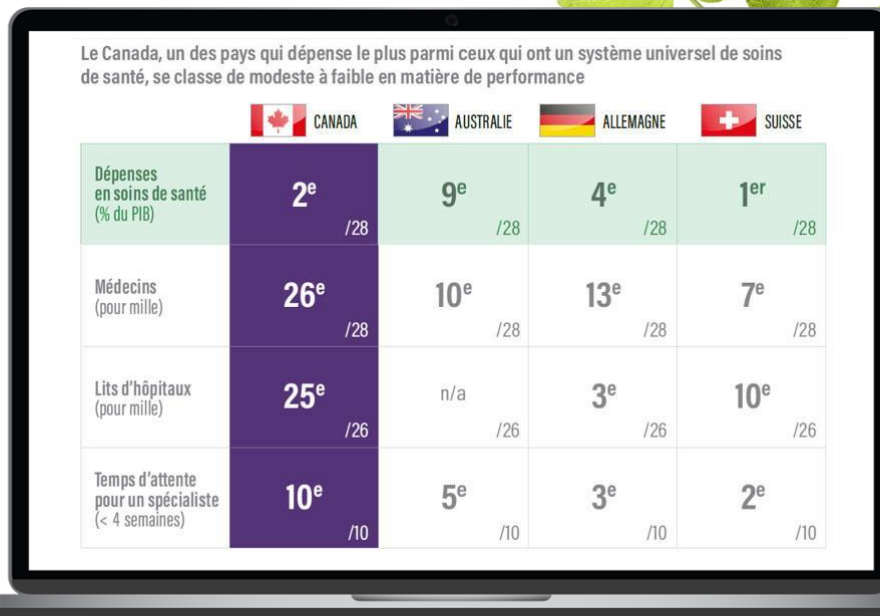 Le Canada, un des pays qui dépense le plus parmi ceux qui ont un système universel de soins
de santé, se classe de modeste à faible en matière de performance
CANADA AUSTRALIE ALLEMAGNE SUISSE
Dépenses
en soins de santé
(% du PIB)
2e /28 9e /28 4e /28 1er /28
Médecins
(pour mille)
26e /28 10e /28 13e /28 7e /28
Lits d'hôpitaux
(pour mille)
25e /26 n/a /26 3e /26 10e /26
Temps d'attente
pour un spécialiste
(< 4 semaines)
10e /10 5e /10 3e /10 2e /10